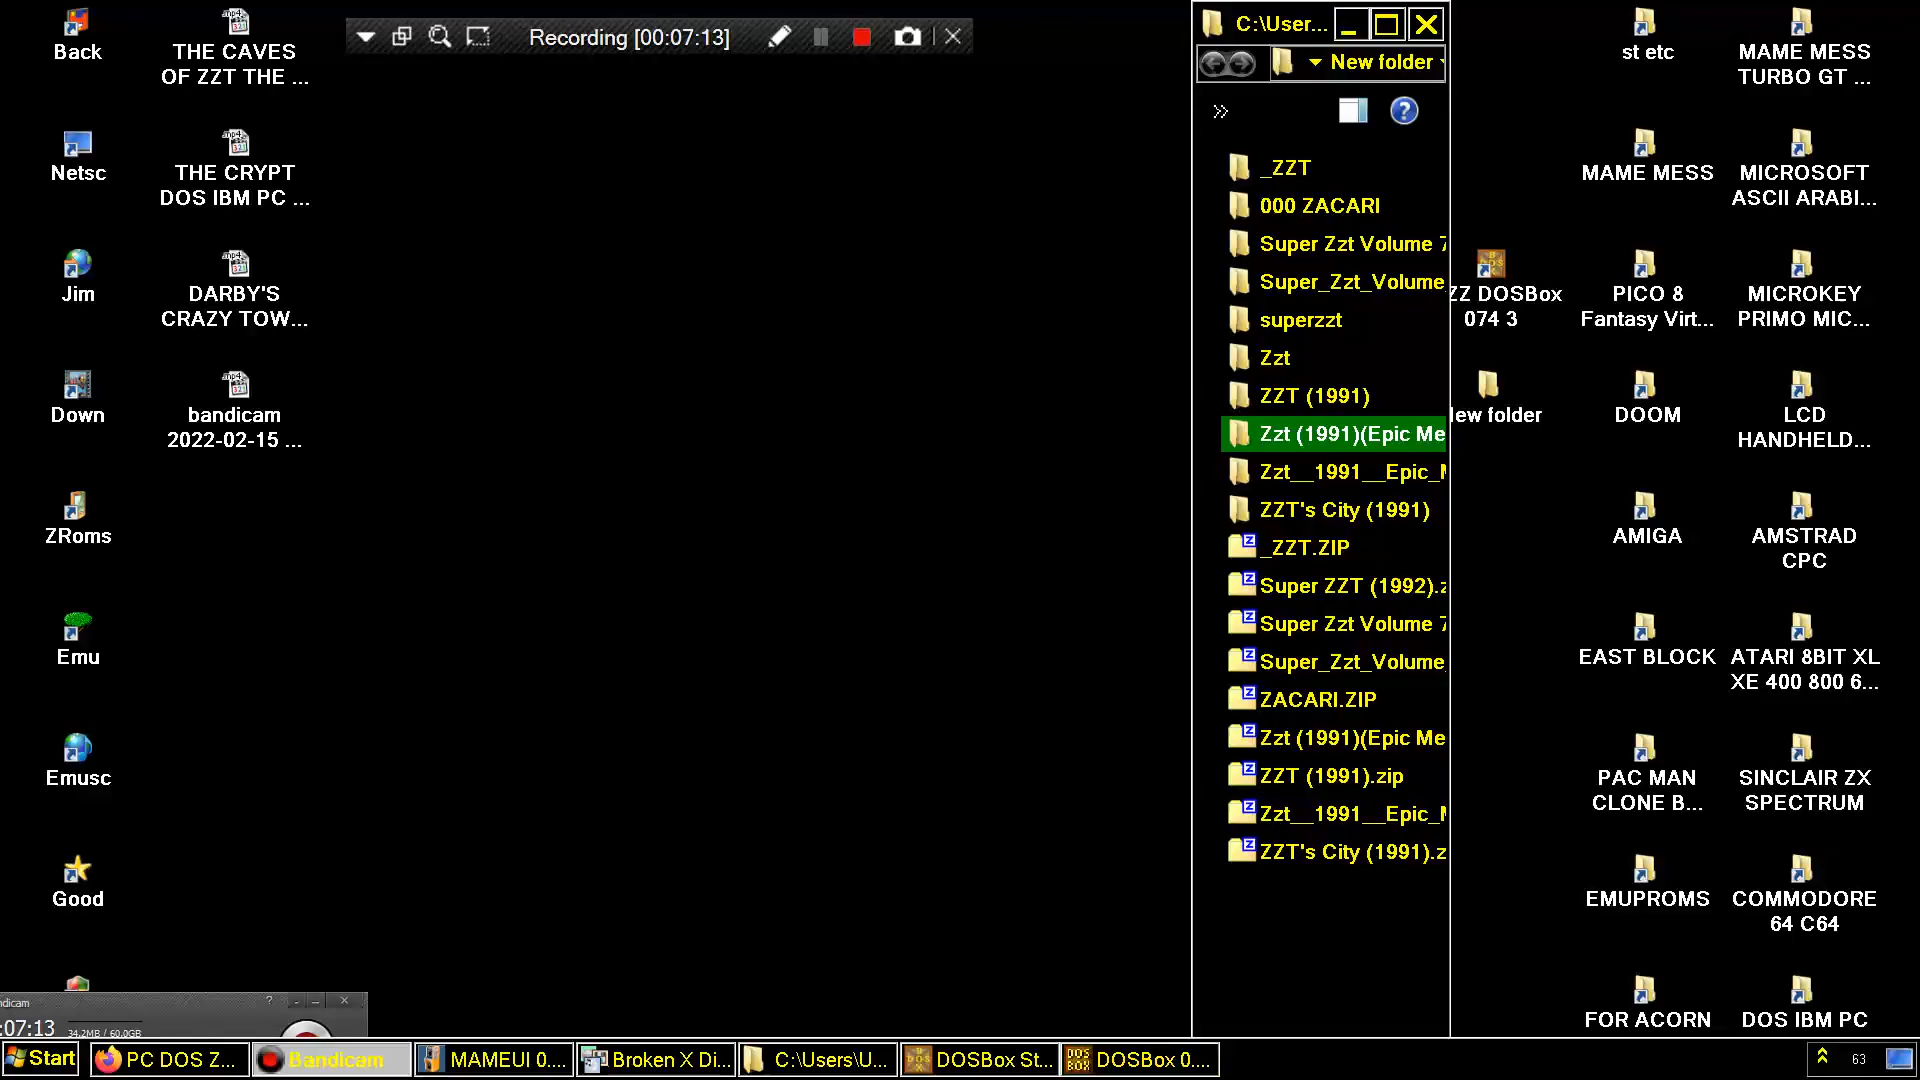 Back
THE CAVES
OF ZZT THE ...
Netsc
THE CRYPT
DOS IBM PC ...
Jim
DARBY'S
CRAZY TOW...
Down
bandicam
2022-02-15 ...
ZRoms
Emu
Emusc
Good
Recording [00:07:13]
C:\User...
New folder
_ZZT
000 ZACARI
Super Zzt Volume
Super_Zzt_Volume
superzzt
Zzt
ZZT (1991)
Zzt (1991)(Epic Me
Zzt__1991__Epic_
ZZT's City (1991)
_ZZT.ZIP
Super ZZT (1992).z
Super Zzt Volume
Super_Zzt_Volume
ZACARI.ZIP
Zzt (1991)(Epic Me
ZZT (1991).zip
Zzt__1991__Epic_
ZZT's City (1991).z
ZZ DOSBox
074 3
ew folder
st etc
MAME MESS
TURBO GT ...
MAME MESS
MICROSOFT
ASCII ARABI...
PICO 8
Fantasy Virt...
MICROKEY
PRIMO MIC...
DOOM
LCD
HANDHELD...
AMIGA
AMSTRAD
CPC
EAST BLOCK
ATARI 8BIT XL
XE 400 800 6...
PAC MAN
CLONE B...
SINCLAIR ZX
SPECTRUM
EMUPROMS
COMMODORE
64 C64
FOR ACORN
DOS IBM PC
ndicam
:07:13
34.2MB / 60.0GB
Start
PC DOS Z...
Bandicam
MAMEUI 0....
Broken X Di...
C:\Users\U...
DOSBox St...
DOSBox 0....
63